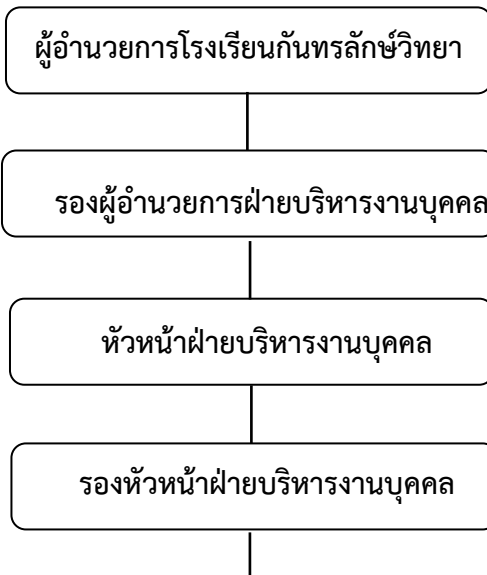 ผู้อำนวยการโรงเรียนกันทรลักษ์วิทยา
รองผู้อำนวยการฝ่ายบริหารงานบุคคล
หัวหน้าฝ่ายบริหารงานบุคคล
รองหัวหน้าฝ่ายบริหารงานบุคคล